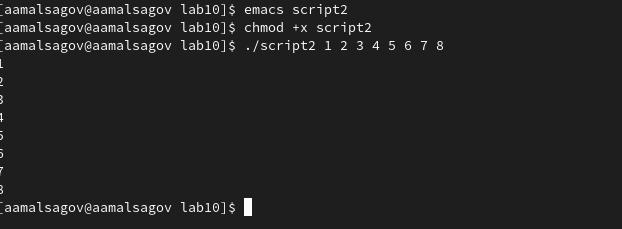 [aamalsagov@aamalsagov lab10]$ emacs script2
[aamalsagov@aamalsagov lab10]$ chmod +x script2
[aamalsagov@aamalsagov lab10]$ ./script2 1 2 3 4 5 6 7 8
1
2
3
4
5
6
7
8
[aamalsagov@aamalsagov lab10]$